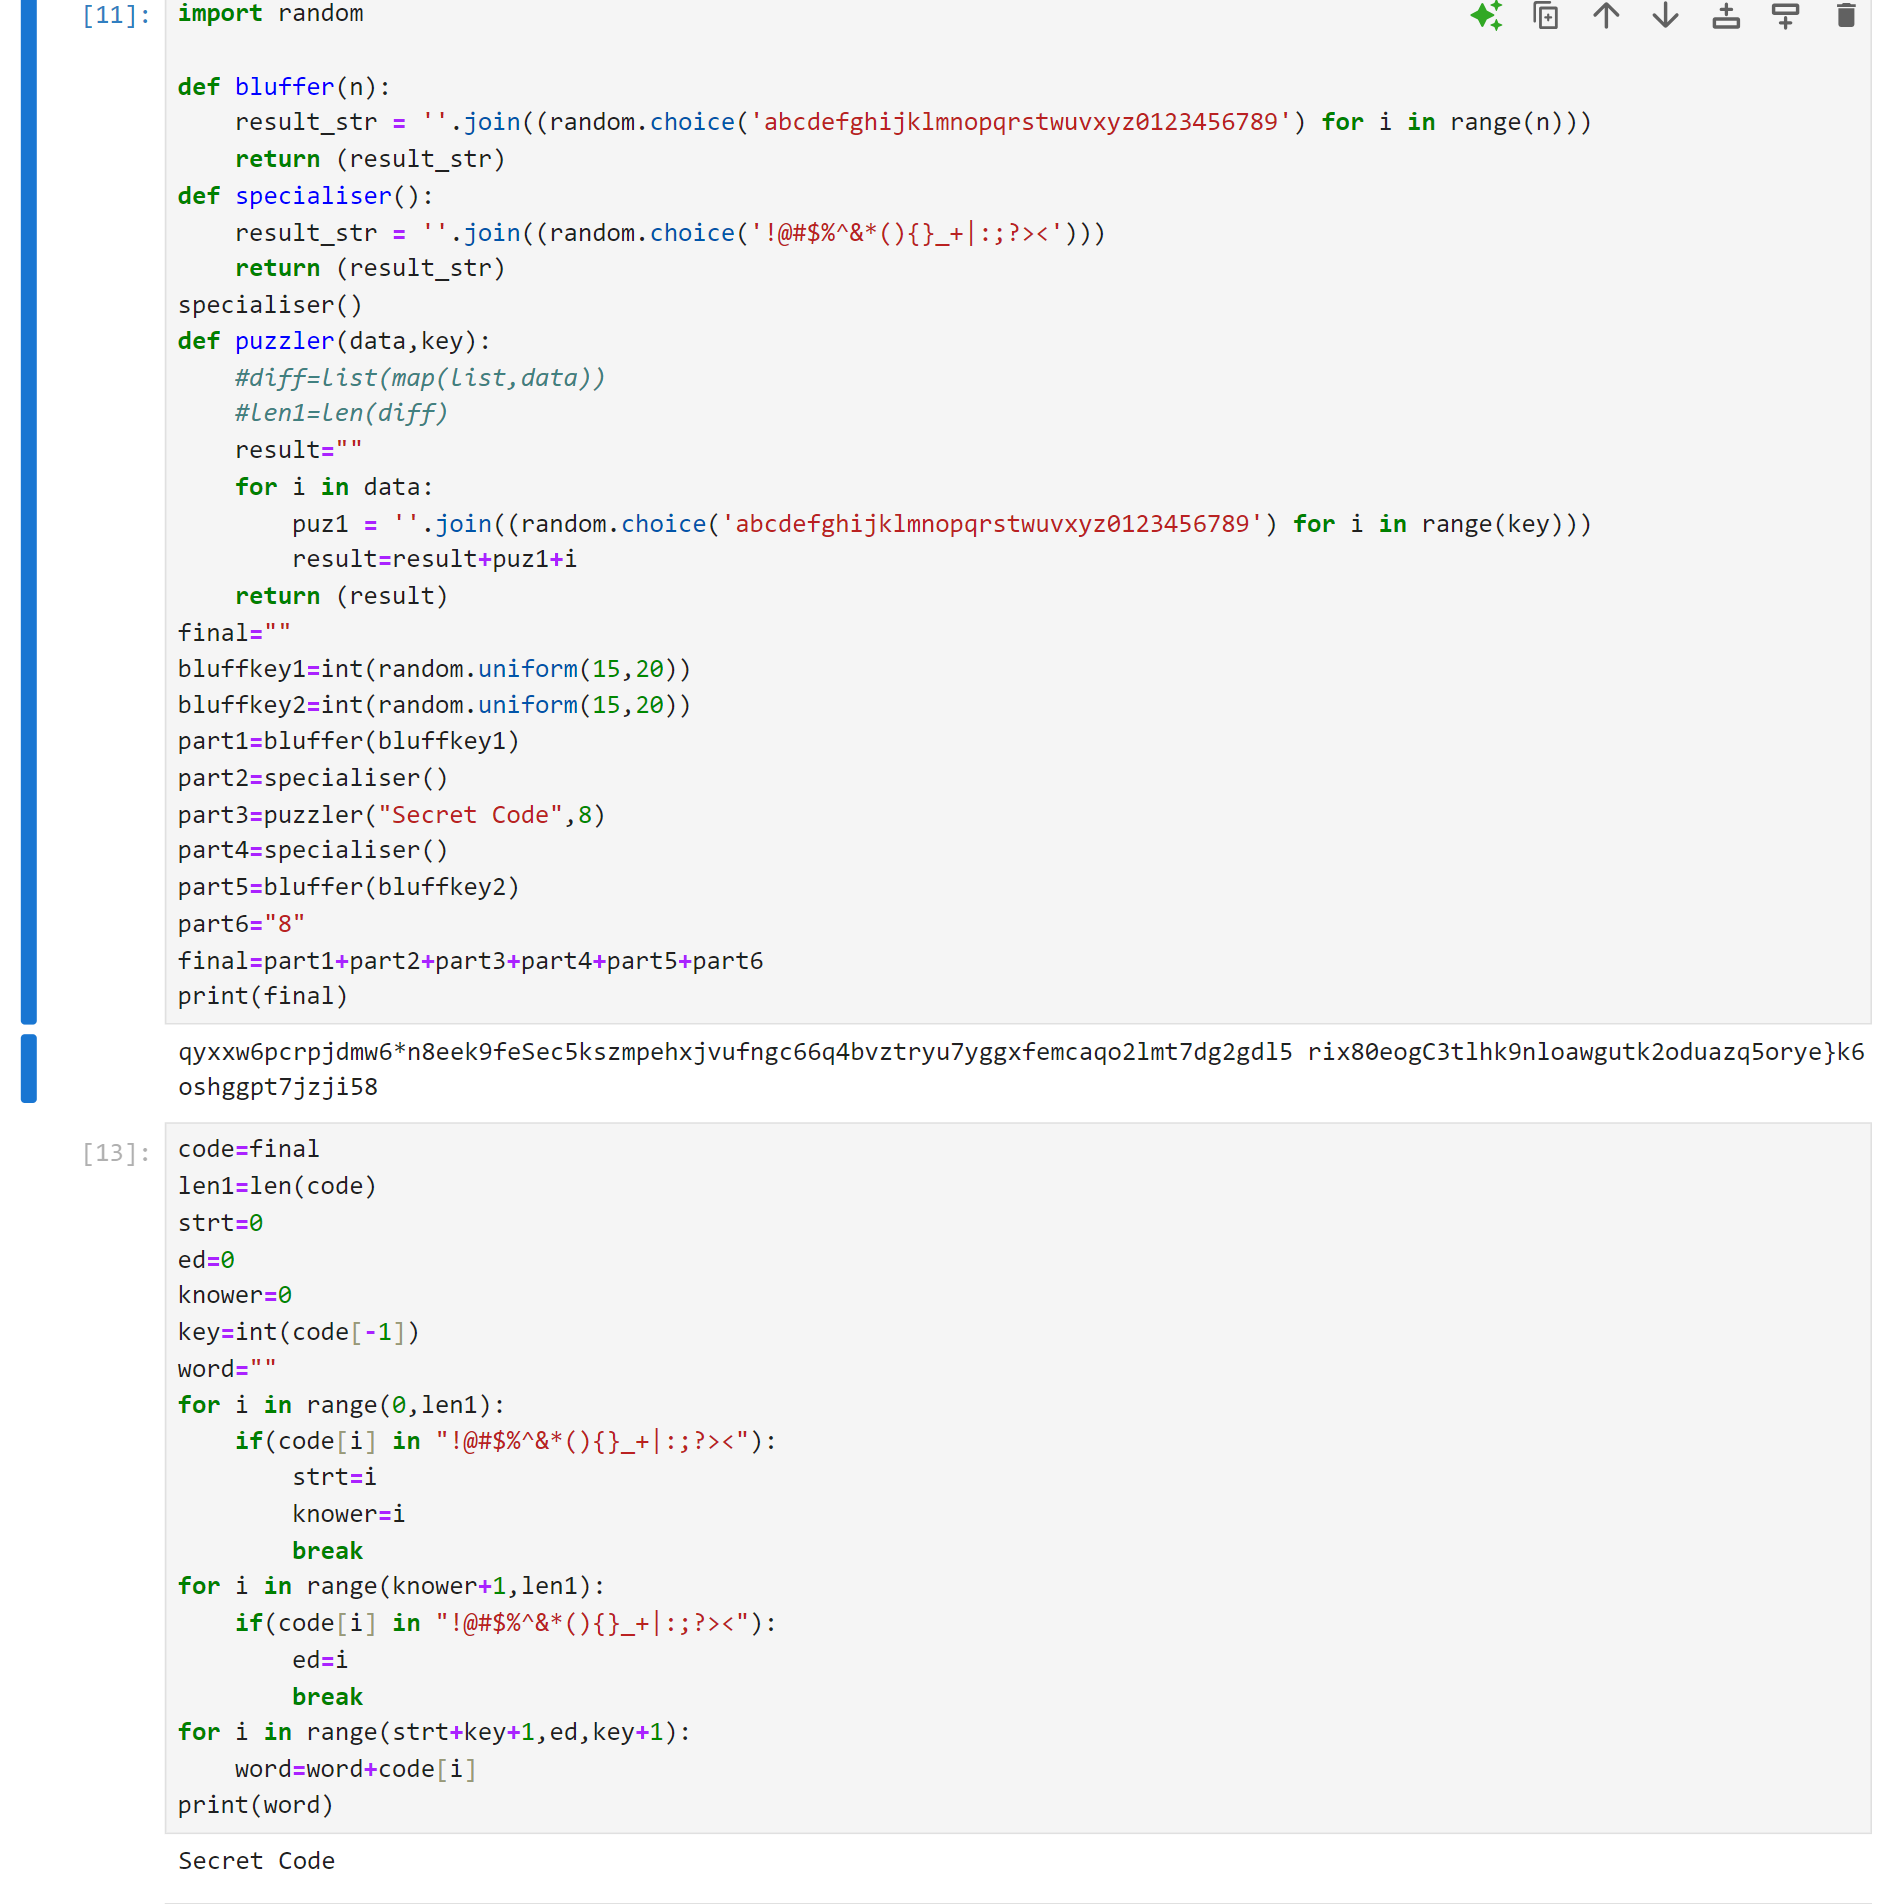 [11]: import random
def bluffer(n):
    result_str = ''.join((random.choice('abcdefghijklmnopqrstwuvxyz0123456789') for i in range(n)))
    return (result_str)
def specialiser():
    result_str = ''.join((random.choice('!@#$%^&*(){}_+|:;?><')))
    return (result_str)
specialiser()
def puzzler(data,key):
    #diff=list(map(list,data))
    #len1=len(diff)
    result=""
    for i in data:
        puz1 = ''.join((random.choice('abcdefghijklmnopqrstwuvxyz0123456789') for i in range(key)))
        result=result+puz1+i
    return (result)
final=""
bluffkey1=int(random.uniform(15,20))
bluffkey2=int(random.uniform(15,20))
part1=bluffer(bluffkey1)
part2=specialiser()
part3=puzzler("Secret Code",8)
part4=specialiser()
part5=bluffer(bluffkey2)
part6="8"
final=part1+part2+part3+part4+part5+part6
print(final)
qyxxw6pcrpjdmw6*n8eek9feSec5kszmpehxjvufngc66q4bvztryu7yggxfemcaqo2lmt7dg2gdl5 rix80eogC3tlhk9nloawgutk2oduazq5orye}k6
oshggpt7jzji58
[13]: code=final
len1=len(code)
strt=0
ed=0
knower=0
key=int(code[-1])
word=""
for i in range(0,len1):
    if(code[i] in "!@#$%^&*(){}_+|:;?><"):
        strt=i
        knower=i
        break
for i in range(knower+1,len1):
    if(code[i] in "!@#$%^&*(){}_+|:;?><"):
        ed=i
        break
for i in range(strt+key+1,ed,key+1):
    word=word+code[i]
print(word)
Secret Code